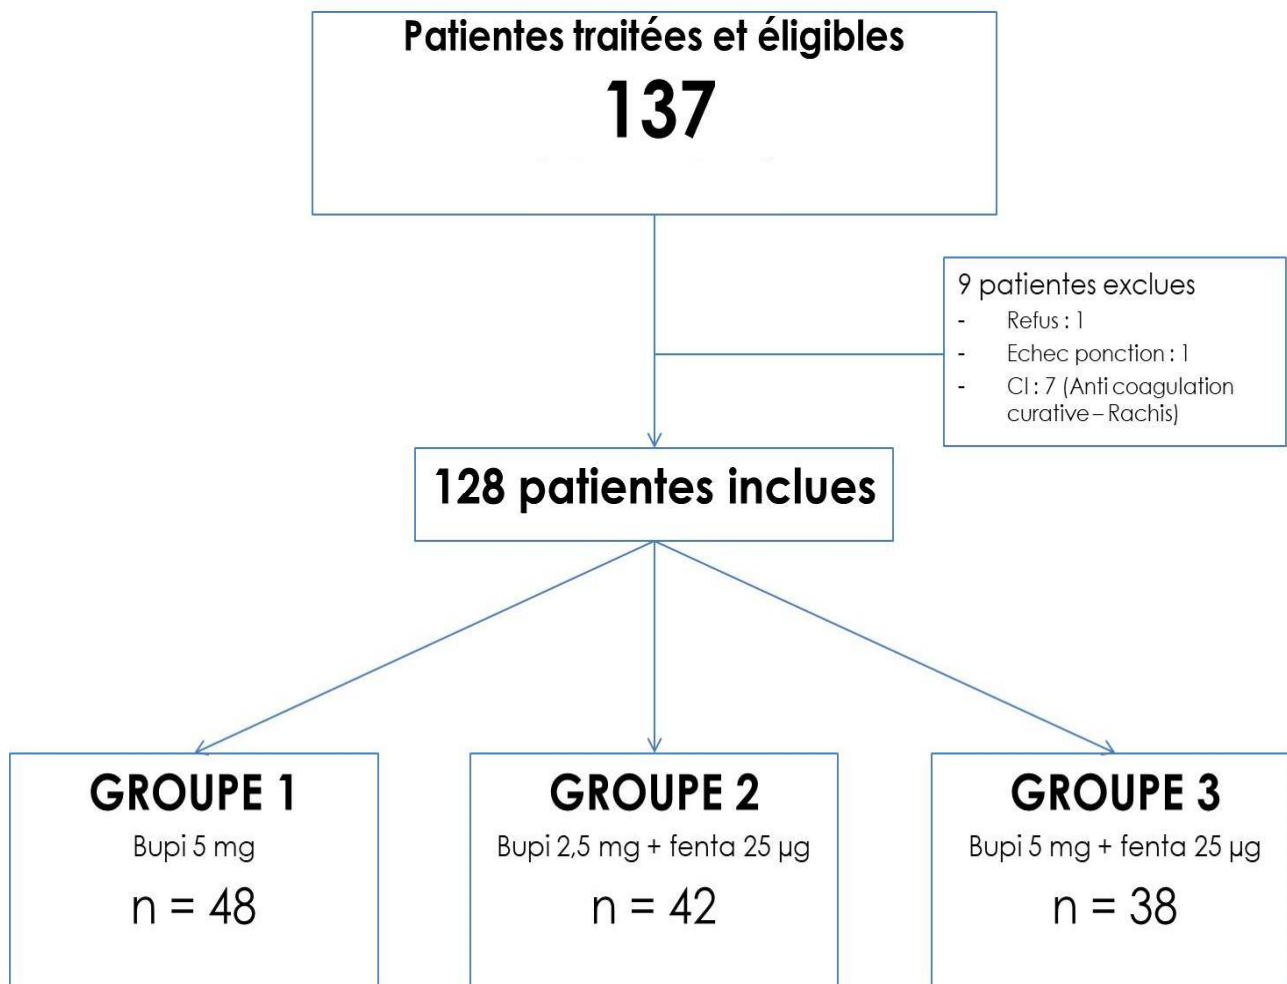 Patientes traitées et éligibles
137
9 patientes exclues
- Refus : 1
- Echec ponction : 1
- CI : 7 (Anti coagulation
curative – Rachis)
128 patientes inclues
GROUPE 1
Bupi 5 mg
n = 48
GROUPE 2
Bupi 2,5 mg + fenta 25 µg
n = 42
GROUPE 3
Bupi 5 mg + fenta 25 µg
n = 38